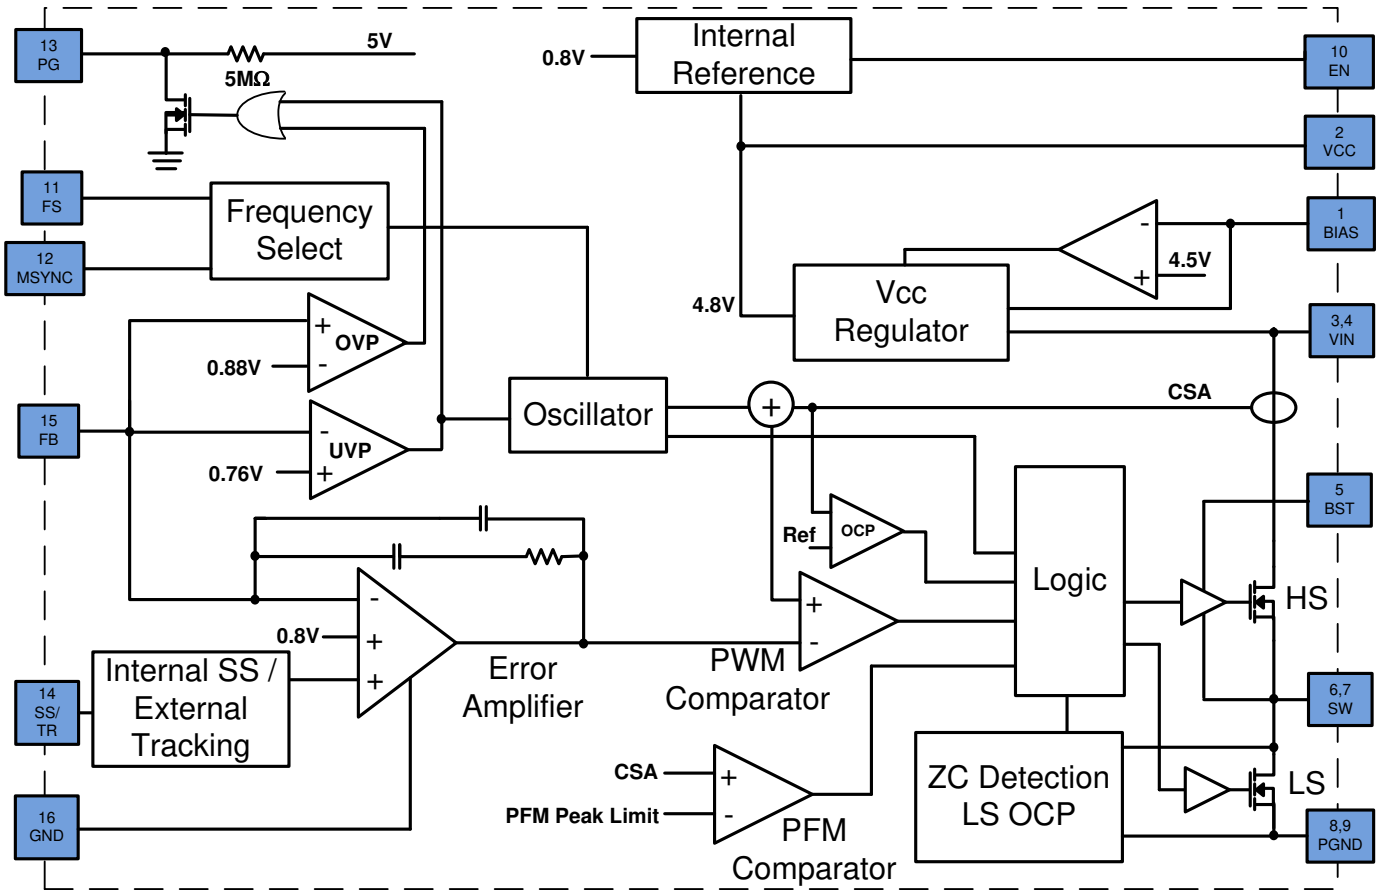 13
PG
5V
5MΩ
0.8V
Internal
Reference
10
EN
2
VCC
11
FS
12
MSYNC
Frequency
Select
1
BIAS
-
+
4.5V
4.8V
Vcc
Regulator
3,4
VIN
+
OVP
-
0.88V
15
FB
-
UVP
+
0.76V
Oscillator
+
CSA
5
BST
Ref
OCP
Logic
HS
-
0.8V
+
+
Error
Amplifier
+
-
PWM
Comparator
14
SS/
TR
Internal SS /
External
Tracking
6,7
SW
16
GND
CSA
+
PFM Peak Limit
-
PFM
Comparator
ZC Detection
LS OCP
LS
8,9
PGND